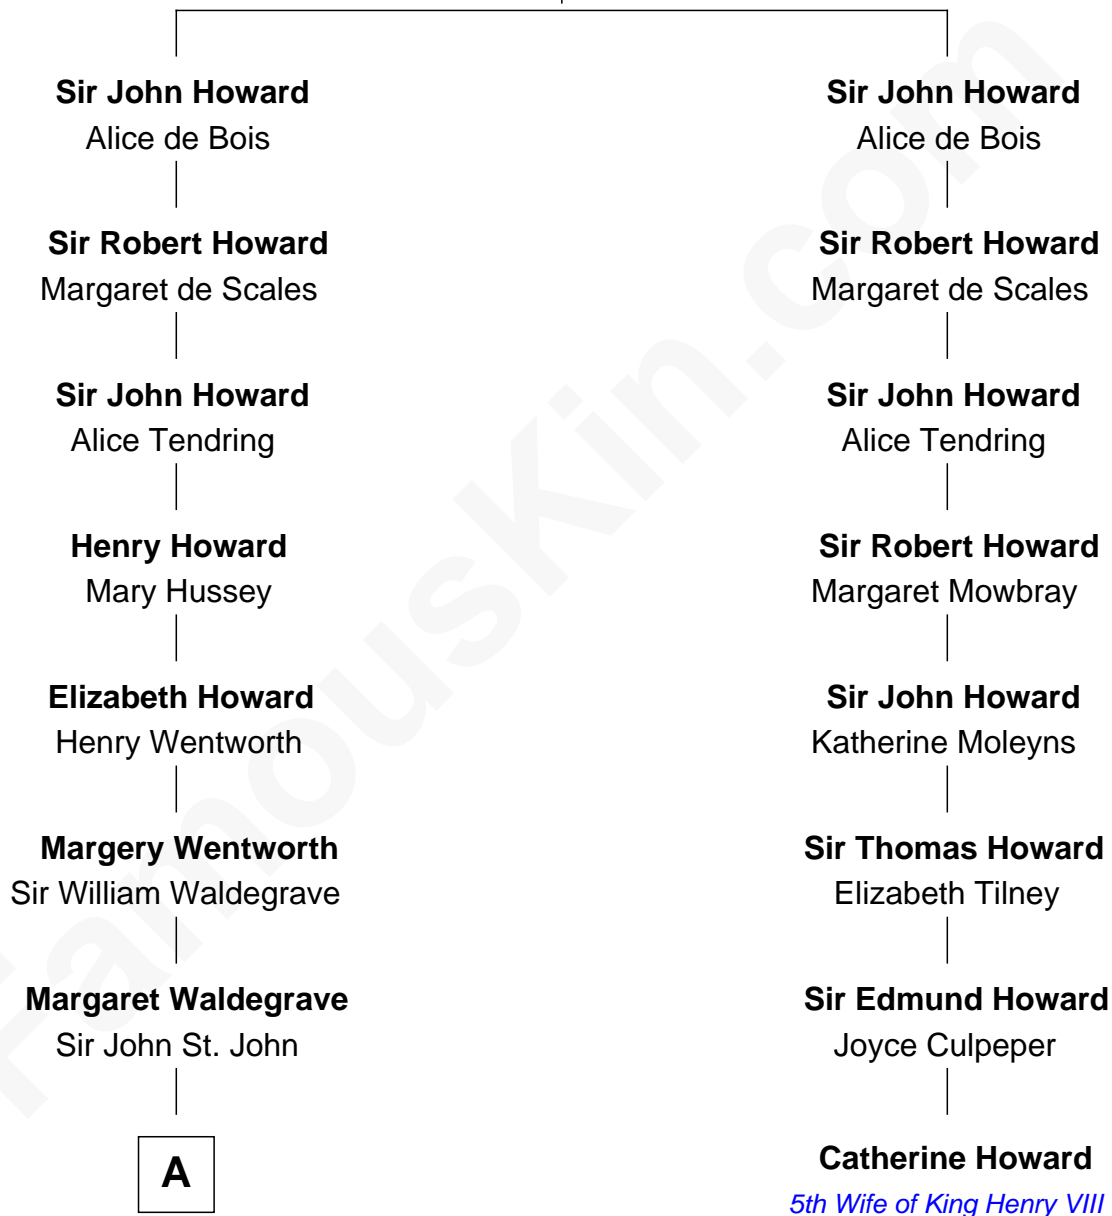 Sir John Howard
Alice de Bois
Sir Robert Howard
Margaret de Scales
Sir John Howard
Alice Tendring
Henry Howard
Mary Hussey
Elizabeth Howard
Henry Wentworth
Margery Wentworth
Sir William Waldegrave
Margaret Waldegrave
Sir John St. John
A
Sir John Howard
Alice de Bois
Sir Robert Howard
Margaret de Scales
Sir John Howard
Alice Tendring
Sir Robert Howard
Margaret Mowbray
Sir John Howard
Katherine Moleyns
Sir Thomas Howard
Elizabeth Tilney
Sir Edmund Howard
Joyce Culpeper
Catherine Howard
5th Wife of King Henry VIII
FamousKin.com